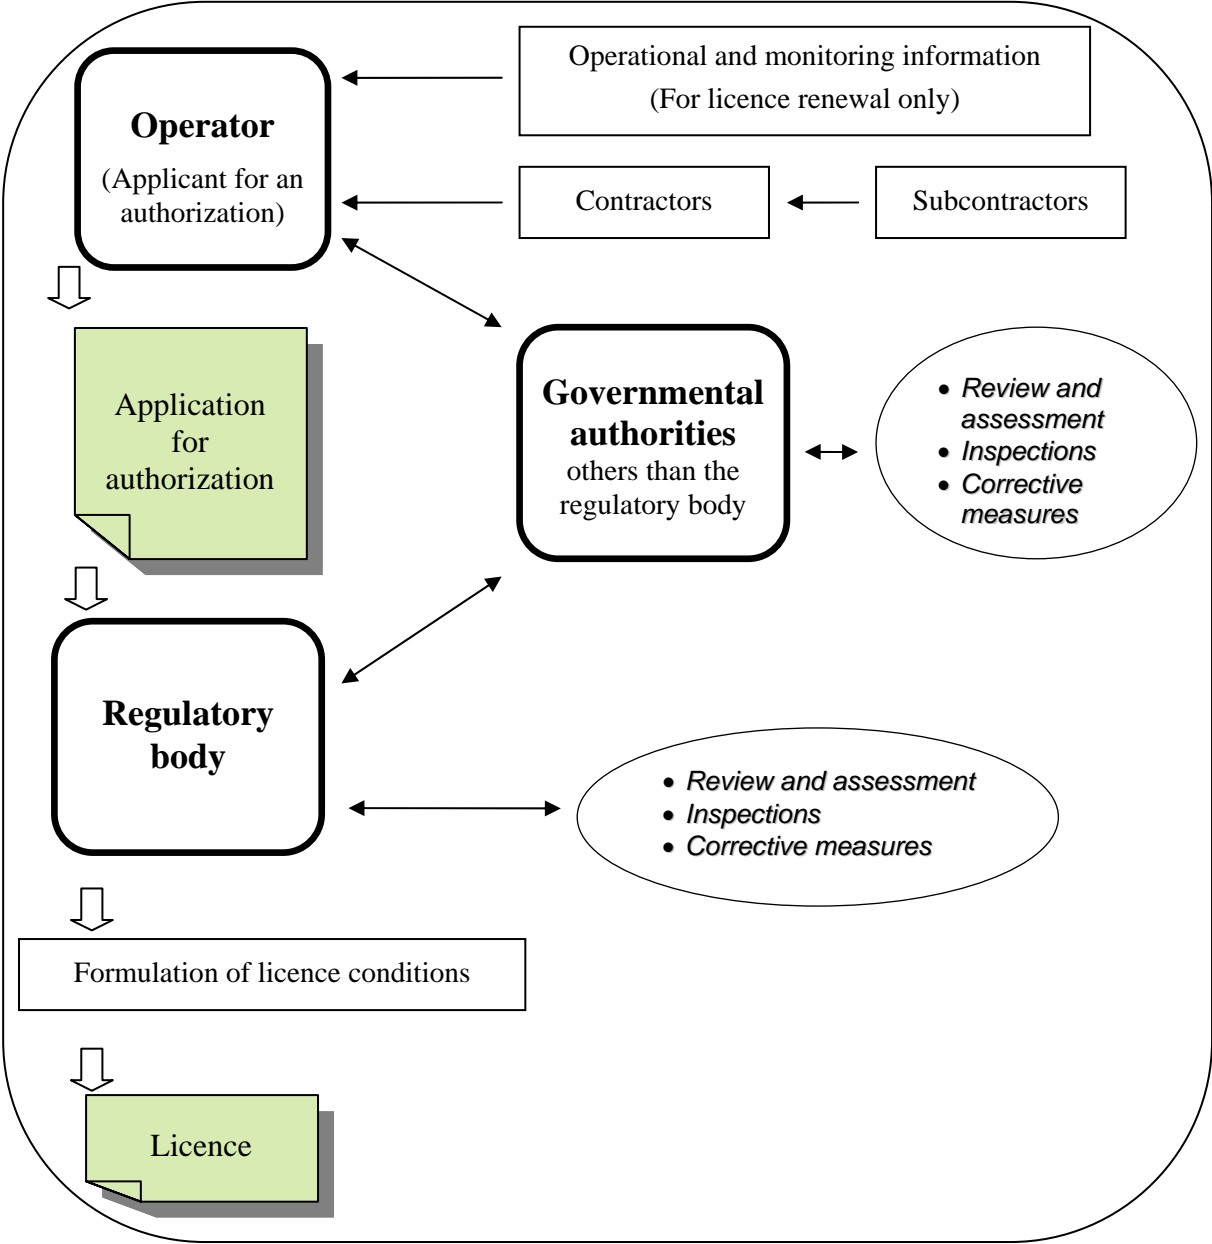 Operational and monitoring information
(For licence renewal only)
Operator
(Applicant for an
authorization)
Contractors
Subcontractors
Application
for
authorization
Governmental
authorities
others than the
regulatory body
• Review and
assessment
• Inspections
• Corrective
measures
Regulatory
body
• Review and assessment
• Inspections
• Corrective measures
Formulation of licence conditions
Licence